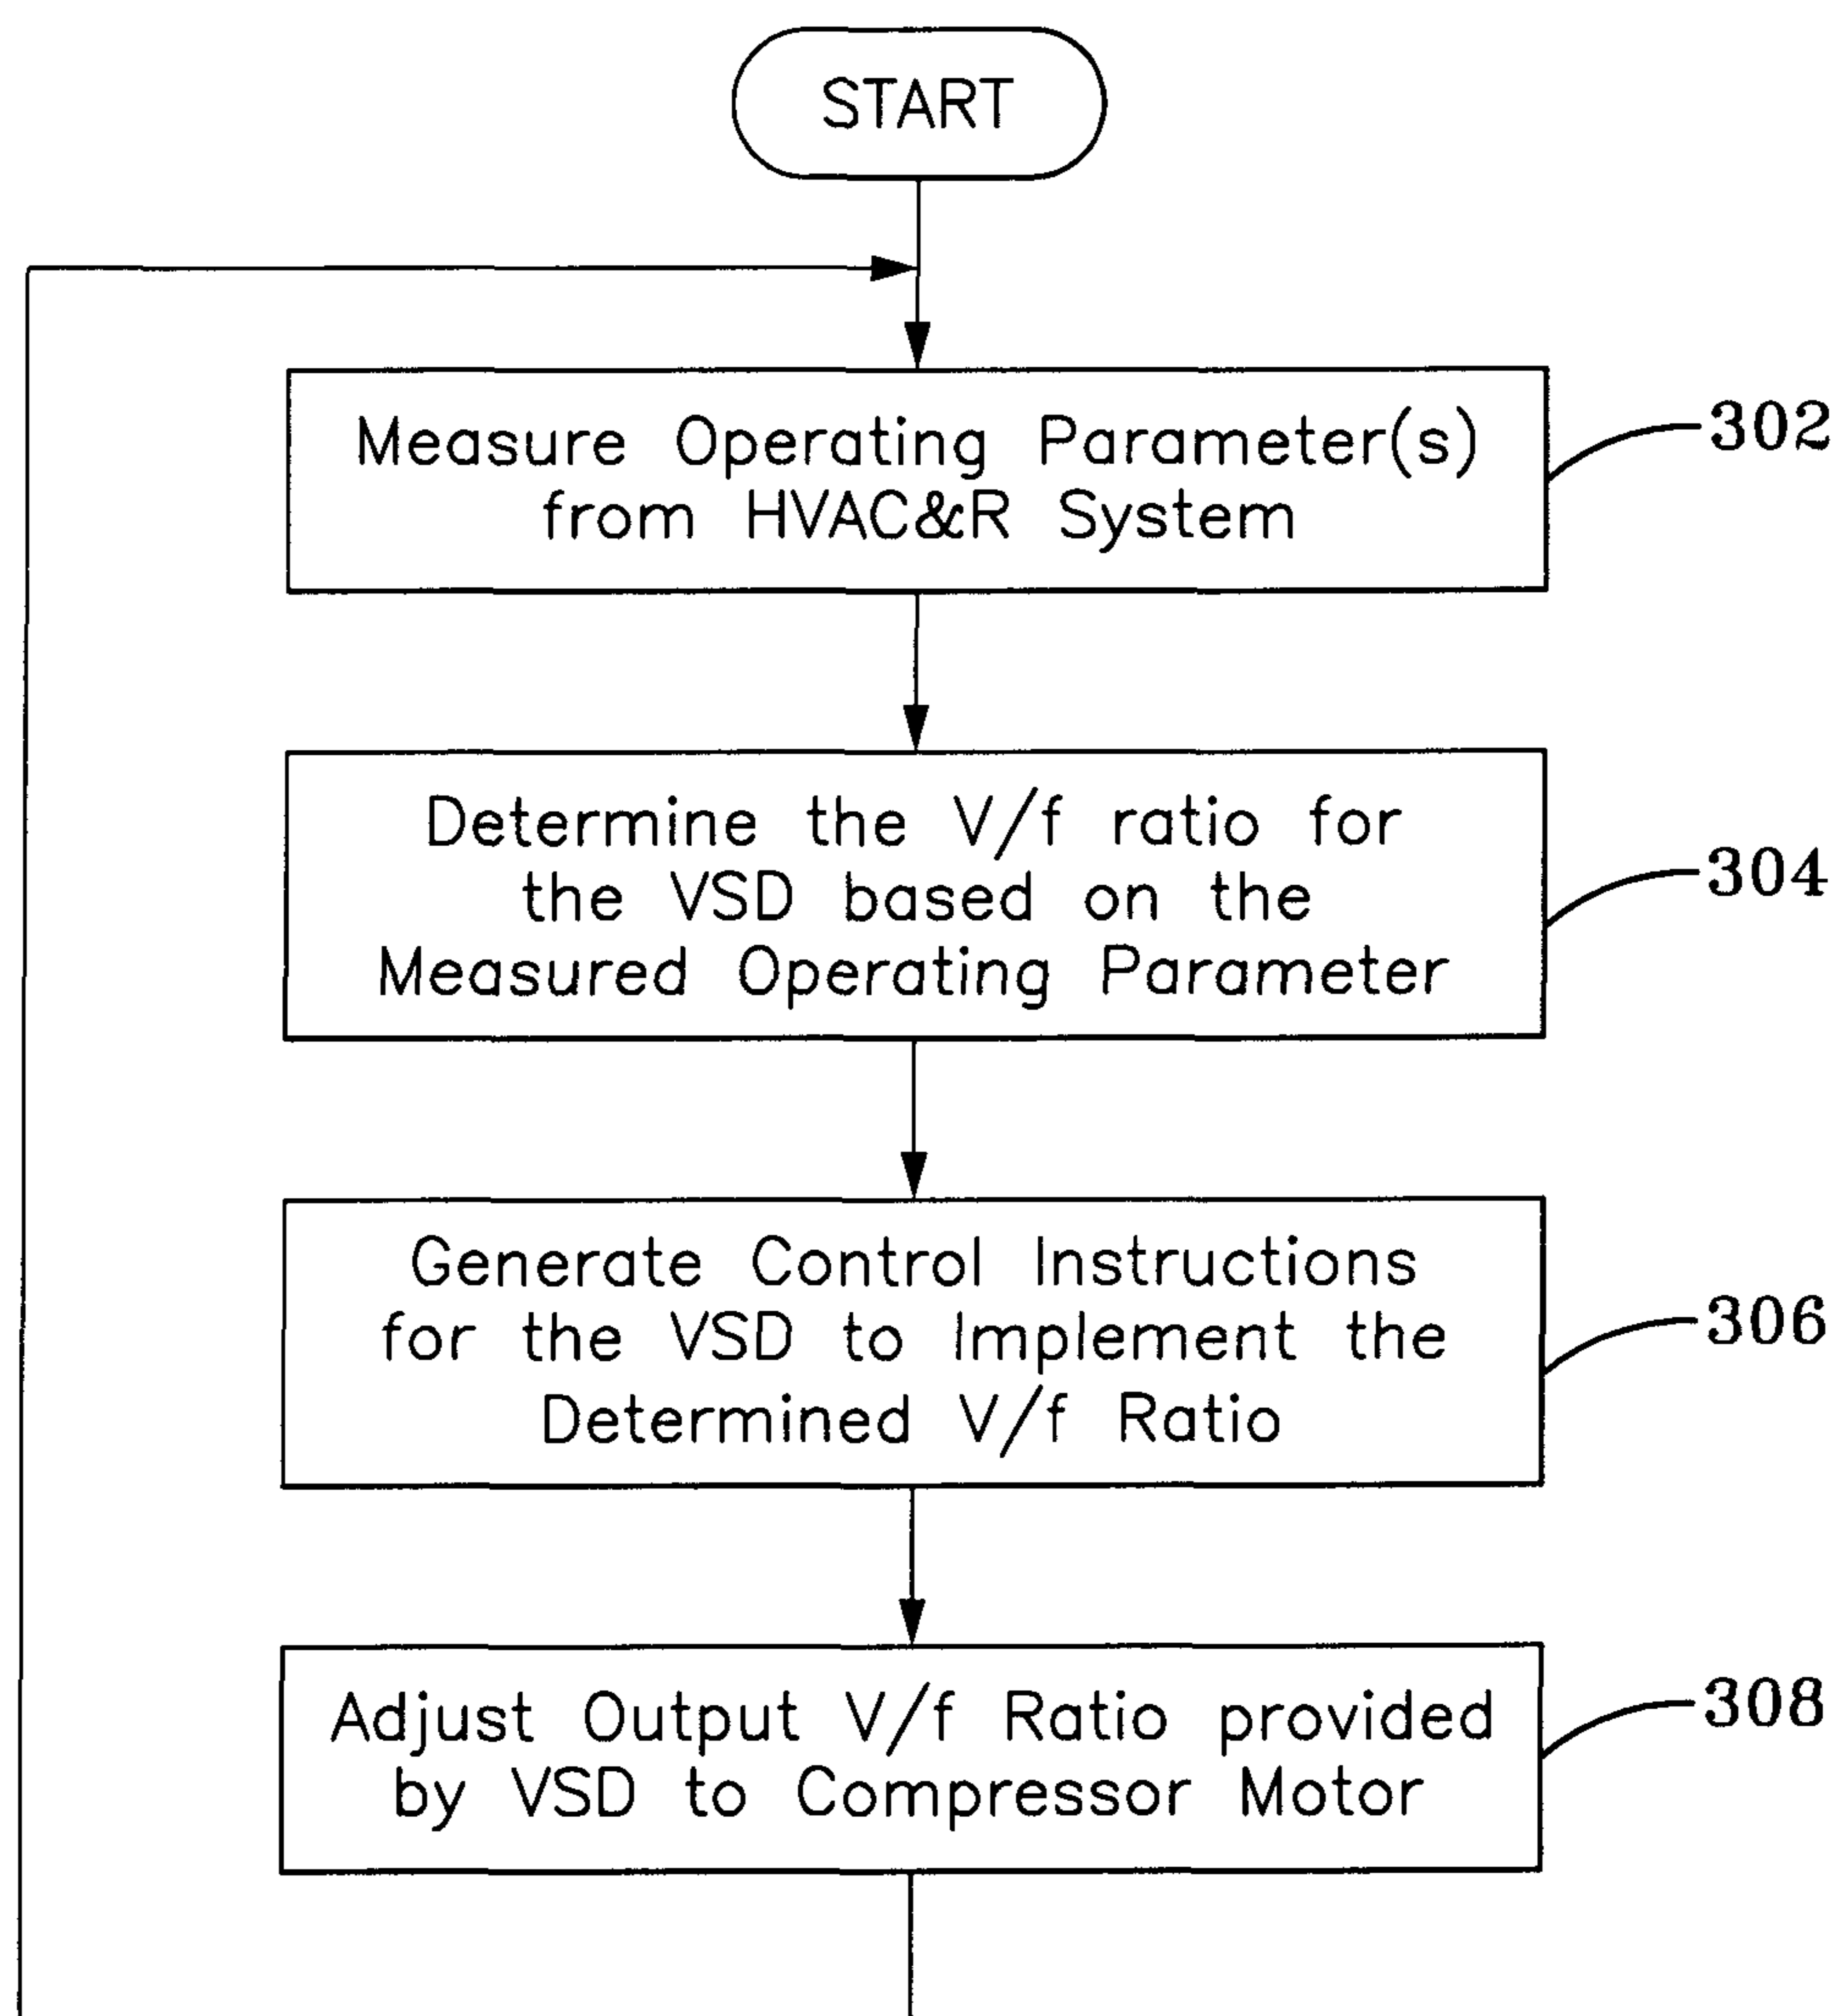 START
Measure Operating Parameter(s)
from HVAC&R System
302
Determine the V/f ratio for
the VSD based on the
Measured Operating Parameter
304
Generate Control Instructions
for the VSD to Implement the
Determined V/f Ratio
306
Adjust Output V/f Ratio provided
by VSD to Compressor Motor
308